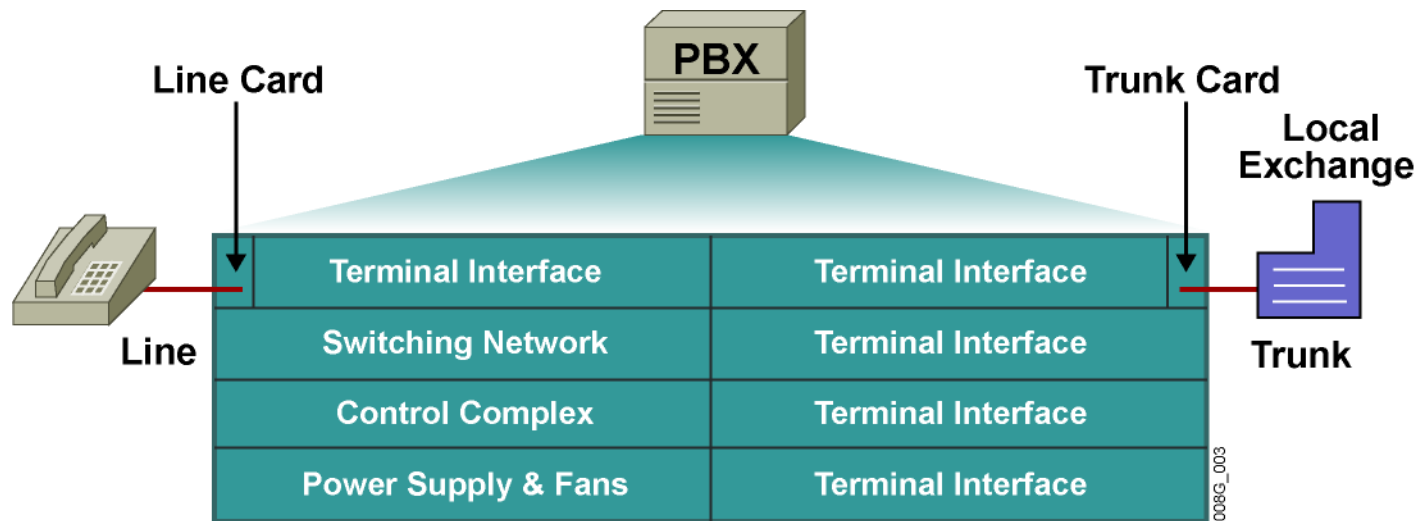 PBX
Line Card
Trunk Card
Local
Exchange
Terminal Interface
Terminal Interface
Switching Network
Terminal Interface
Control Complex
Terminal Interface
Power Supply & Fans
Terminal Interface
Line
Trunk
008G_003